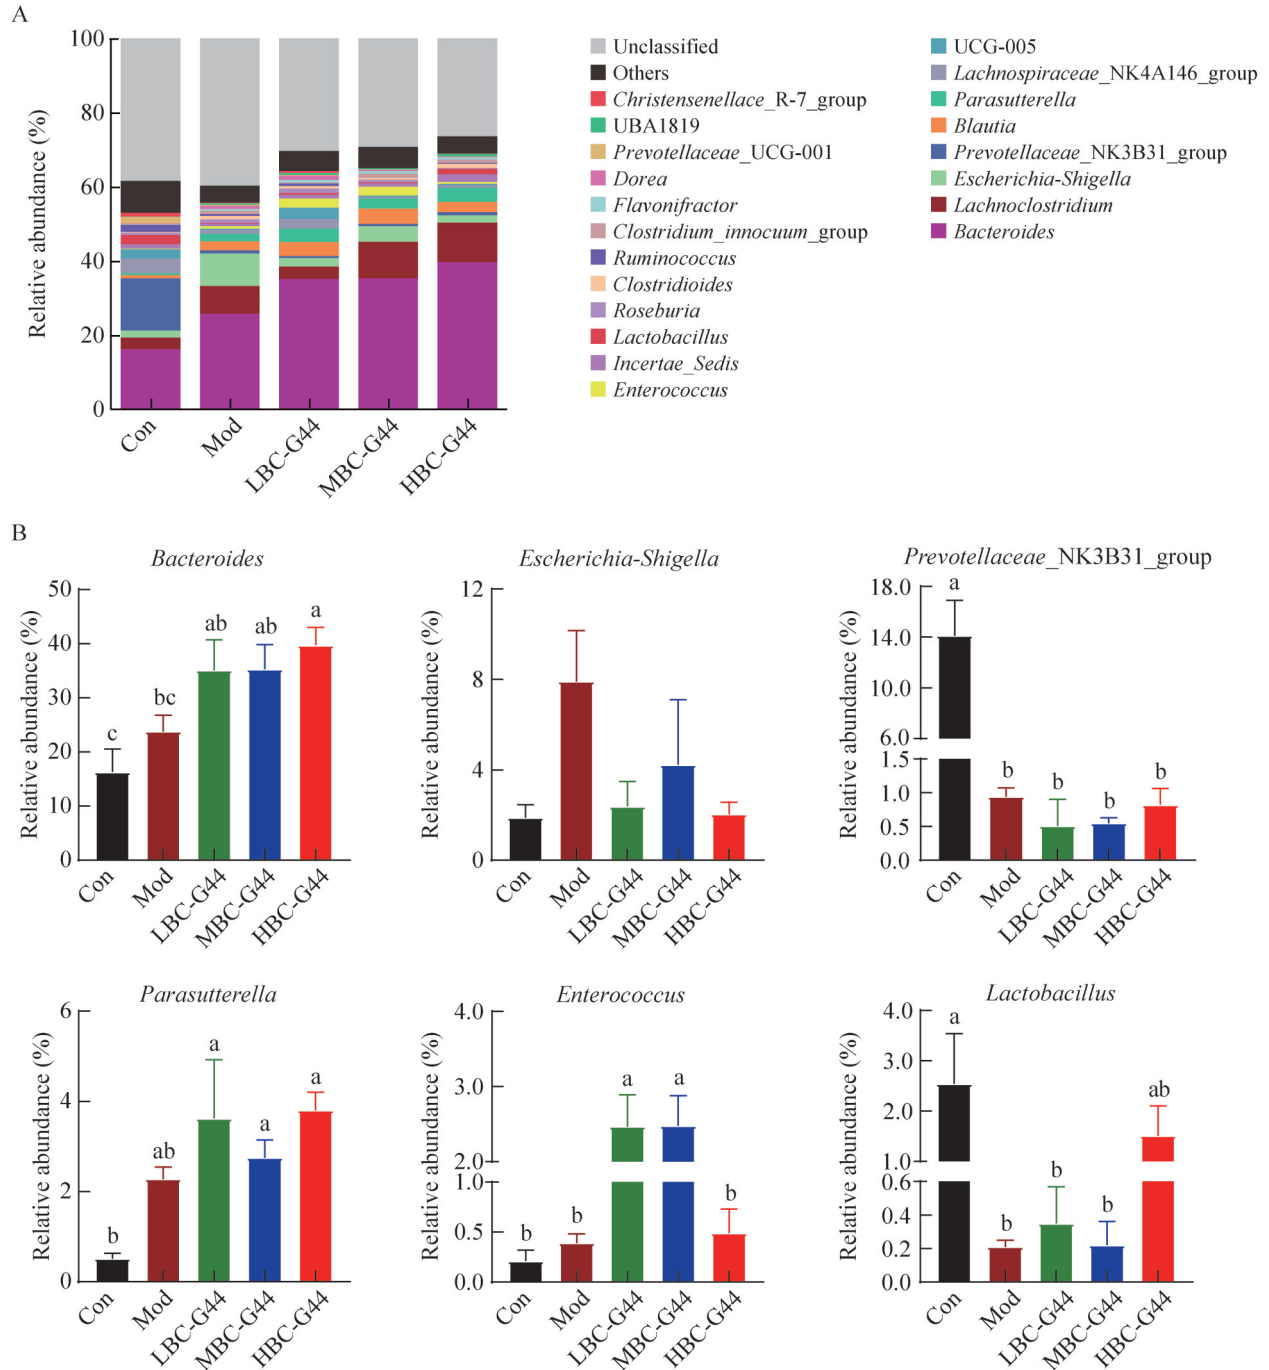 A
Relative abundance (%)
100
80
60
40
20
0
Con
Mod
LBC-G44
MBC-G44
HBC-G44
Unclassified
Others
Christensenellace_R-7_group
UBA1819
Prevotellaceae_UCG-001
Dorea
Flavonifractor
Clostridium_innocuum_group
Ruminococcus
Clostridioides
Roseburia
Lactobacillus
Incertae_Sedis
Enterococcus
UCG-005
Lachnospiraceae_NK4A146_group
Parasutterella
Blautia
Prevotellaceae_NK3B31_group
Escherichia-Shigella
Lachnoclostridium
Bacteroides
B
Bacteroides
Relative abundance (%)
50
40
30
20
10
0
c
bc
ab
ab
a
Con
Mod
LBC-G44
MBC-G44
HBC-G44
Escherichia-Shigella
Relative abundance (%)
12
8
4
0
Con
Mod
LBC-G44
MBC-G44
HBC-G44
Prevotellaceae_NK3B31_group
Relative abundance (%)
18.0
14.0
10.0
6.0
1.5
1.0
0.5
0.0
a
b
b
b
b
Con
Mod
LBC-G44
MBC-G44
HBC-G44
Parasutterella
Relative abundance (%)
6
4
2
0
b
ab
a
a
a
Con
Mod
LBC-G44
MBC-G44
HBC-G44
Enterococcus
Relative abundance (%)
4.0
3.0
2.0
1.0
0.5
0.0
b
b
a
a
b
Con
Mod
LBC-G44
MBC-G44
HBC-G44
Lactobacillus
Relative abundance (%)
4.0
3.0
2.0
1.0
0.6
0.4
0.2
0.0
a
b
b
b
ab
Con
Mod
LBC-G44
MBC-G44
HBC-G44